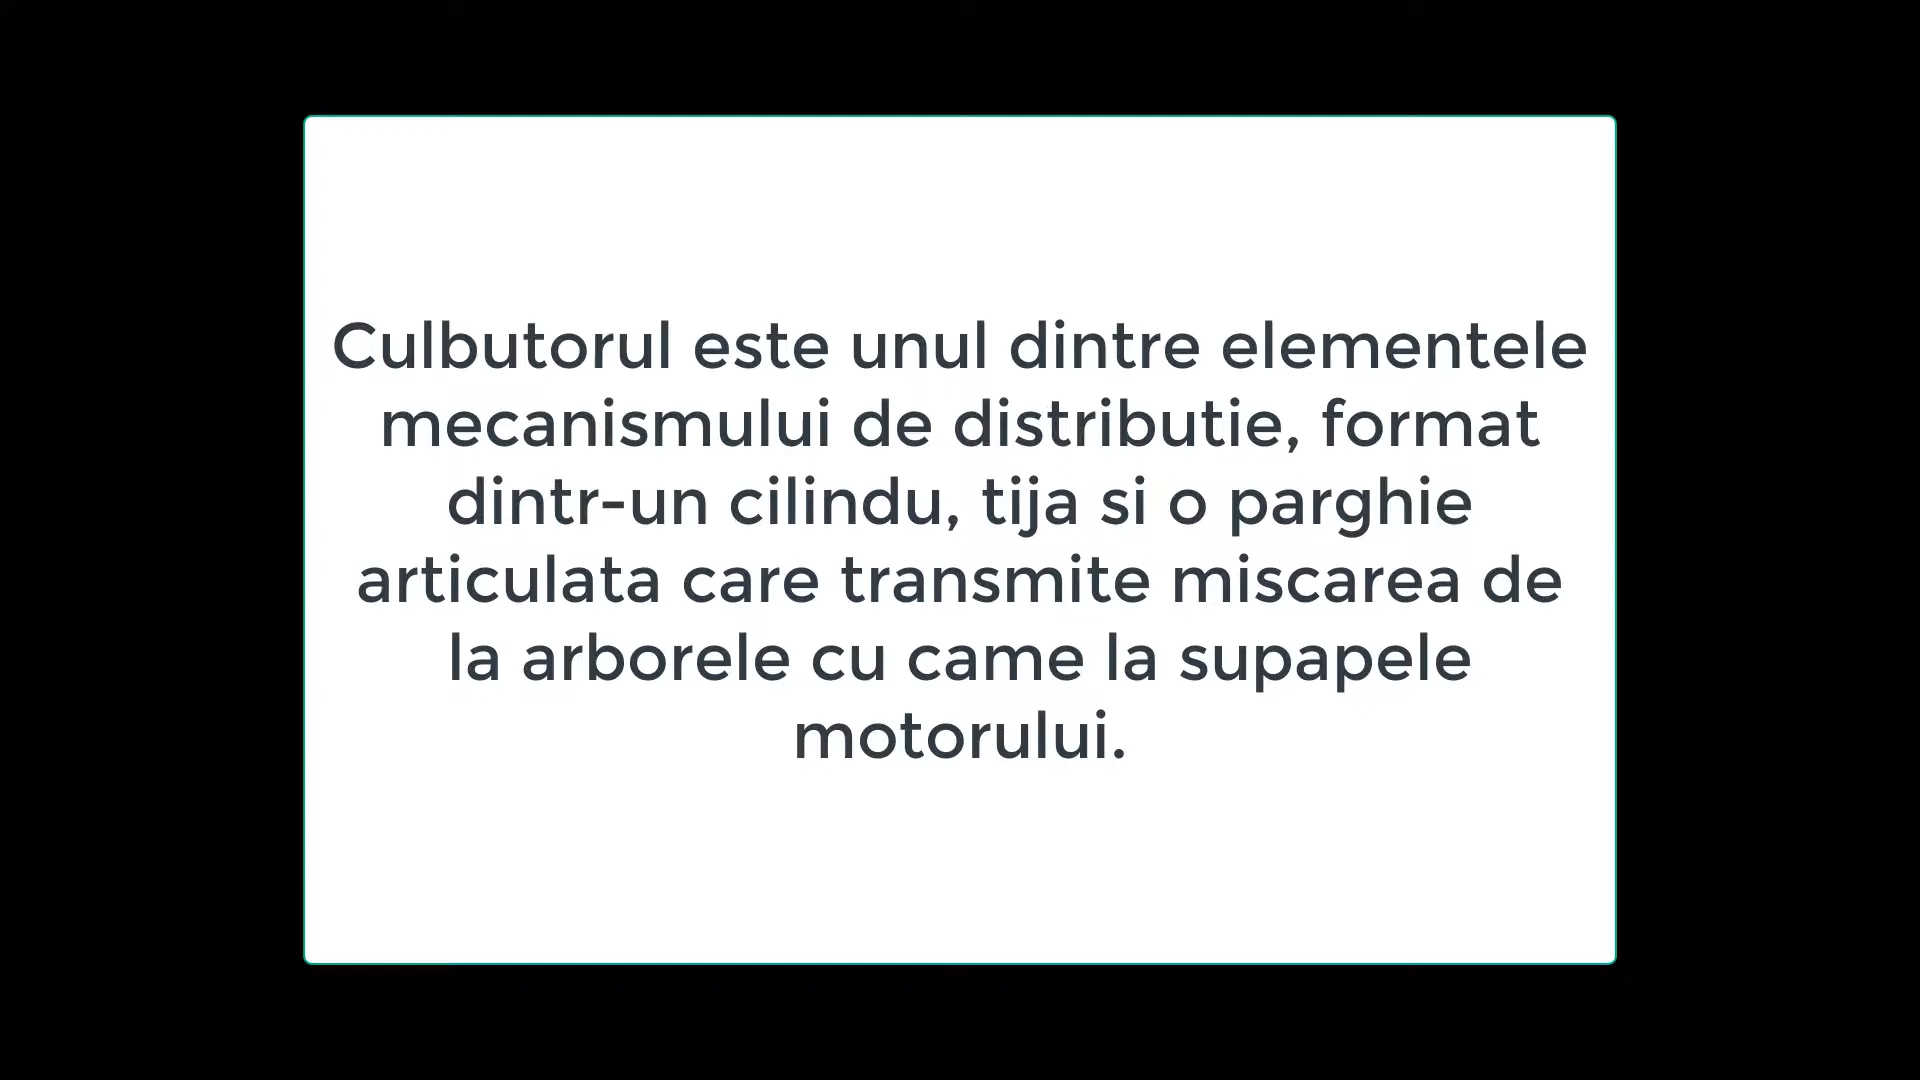 Culbutorul este unul dintre elementele
mecanismului de distributie, format
dintr-un cilindu, tija si o parghie
articulata care transmite miscarea de
la arborele cu came la supapele
motorului.